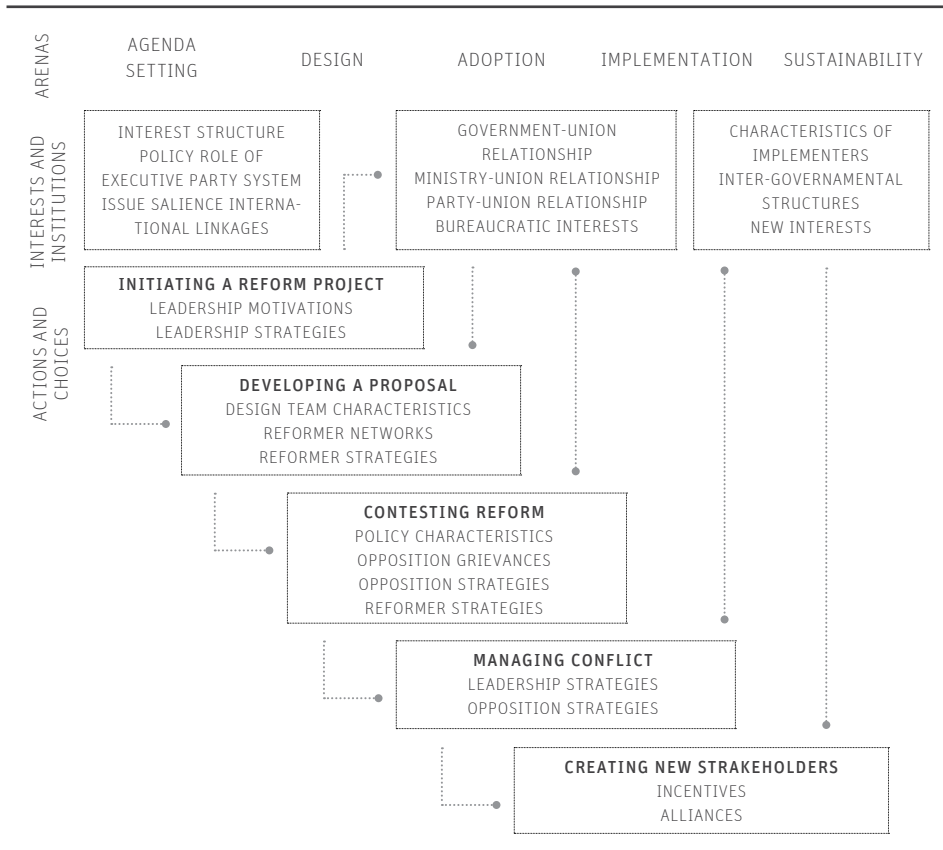 ARENAS
AGENDA
SETTING
DESIGN
ADOPTION
IMPLEMENTATION
SUSTAINABILITY
INTERESTS AND
INSTITUTIONS
INTEREST STRUCTURE
POLICY ROLE OF
EXECUTIVE PARTY SYSTEM
ISSUE SALIENCE INTERNA-
TIONAL LINKAGES
GOVERNMENT-UNION
RELATIONSHIP
MINISTRY-UNION RELATIONSHIP
PARTY-UNION RELATIONSHIP
BUREAUCRATIC INTERESTS
CHARACTERISTICS OF
IMPLEMENTERS
INTER-GOVERNAMENTAL
STRUCTURES
NEW INTERESTS
ACTIONS AND
CHOICES
INITIATING A REFORM PROJECT
LEADERSHIP MOTIVATIONS
LEADERSHIP STRATEGIES
DEVELOPING A PROPOSAL
DESIGN TEAM CHARACTERISTICS
REFORMER NETWORKS
REFORMER STRATEGIES
CONTESTING REFORM
POLICY CHARACTERISTICS
OPPOSITION GRIEVANCES
OPPOSITION STRATEGIES
REFORMER STRATEGIES
MANAGING CONFLICT
LEADERSHIP STRATEGIES
OPPOSITION STRATEGIES
CREATING NEW STRAKEHOLDERS
INCENTIVES
ALLIANCES